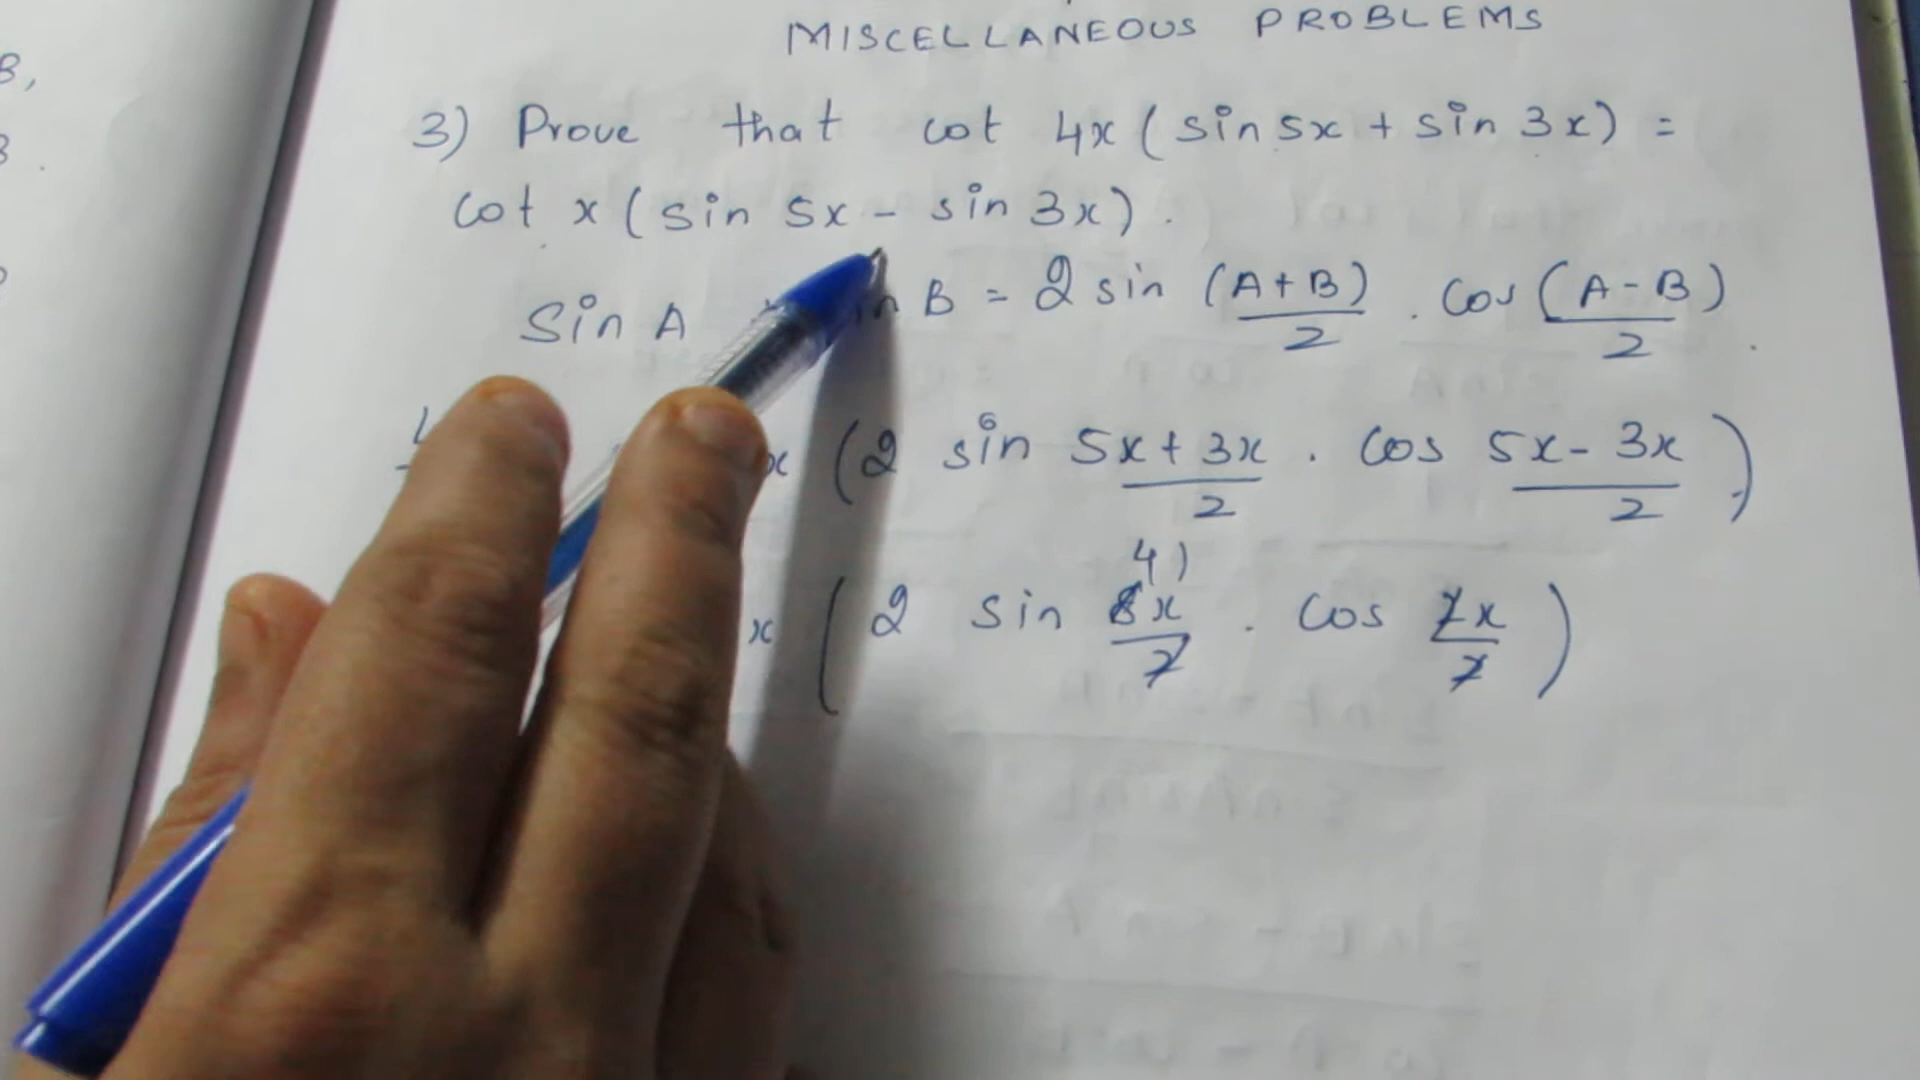 MISCELLANEOUS PROBLEMS
B,
3) Prove that cot 4x ( sin 5x + sin 3x ) =
cot x ( sin 5x - sin 3x ) .
Sin A B = 2 sin (A+B)/2 . cos (A-B)/2
x ( 2 sin 5x+3x/2 . cos 5x-3x/2 )
4)
x ( 2 sin 8x/2 . cos 2x/2 )